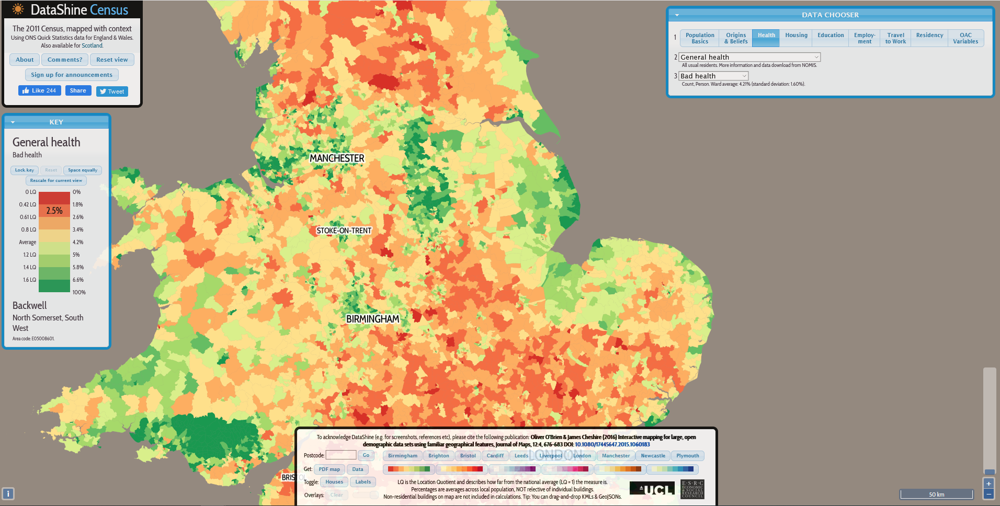 DataShine Census
The 2011 Census, mapped with context
Using ONS Quick Statistics data for England & Wales.
Also available for Scotland.
About
Comments?
Reset view
Sign up for announcements
Like 244
Share
Tweet
KEY
General health
Bad health
Lock key
Reset
Space equally
Rescale for current view
0 LQ 0%
0.42 LQ 1.8%
2.5%
0.61 LQ 2.6%
0.8 LQ 3.4%
Average 4.2%
1.2 LQ 5%
1.4 LQ 5.8%
1.6 LQ 6.6%
100%
Backwell
North Somerset, South
West
Area code: E05008601.
DATA CHOOSER
1
Population
Basics
Origins
& Beliefs
Health
Housing
Education
Employ-
ment
Travel
to Work
Residency
OAC
Variables
2 General health
All usual residents. More information and data download from NOMIS.
3 Bad health
Count, Person. Ward average: 4.21% (standard deviation: 1.60%).
MANCHESTER
STOKE-ON-TRENT
BIRMINGHAM
LONDON
BRISTOL
To acknowledge DataShine (e.g. for screenshots, references etc), please cite the following publication: Oliver O'Brien & James Cheshire (2016) Interactive mapping for large, open
demographic data sets using familiar geographical features, Journal of Maps, 12:4, 676-683 DOI: 10.1080/17445647.2015.1060183
Postcode: Go
Birmingham Brighton Bristol Cardiff Leeds Liverpool London Manchester Newcastle Plymouth
Get: PDF map Data
Toggle: Houses Labels
Overlays: Clear
LQ is the Location Quotient and describes how far from the national average (LQ = 1) the measure is.
Percentages are averages across local population, NOT relective of individual buildings.
Non-residential buildings on map are not included in calculations. Tip: You can drag-and-drop KMLs & GeoJSONs.
UCL
E·S·R·C
ECONOMIC
& SOCIAL
RESEARCH
COUNCIL
i
50 km
+
−